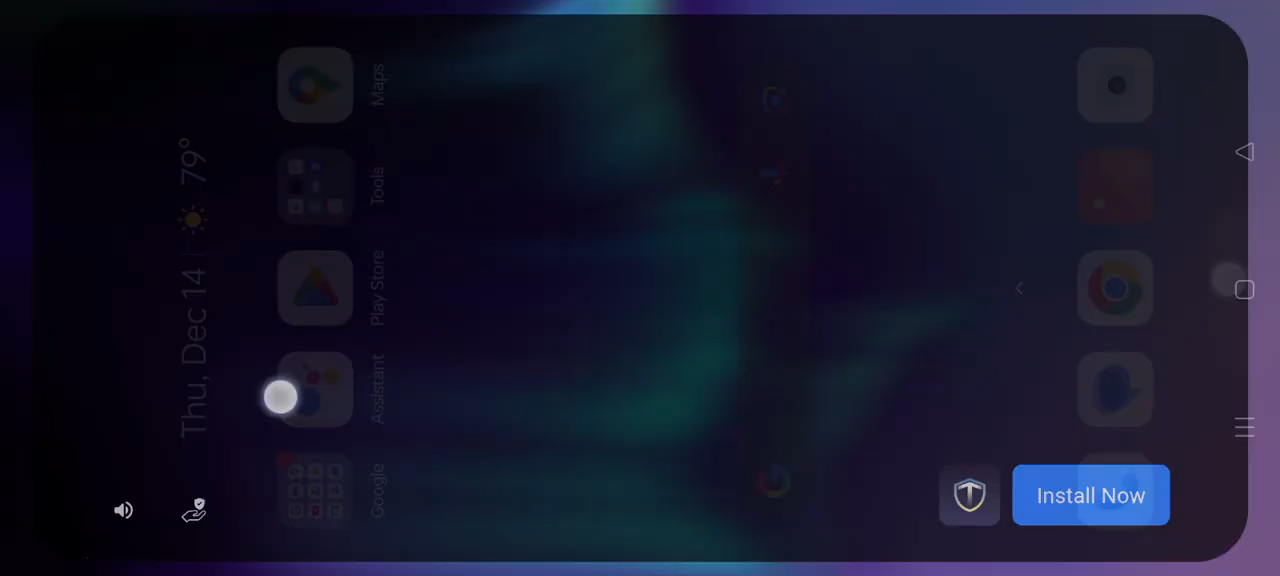 Thu, Dec 14 79°
Maps
Tools
Play Store
Assistant
Google
Install Now